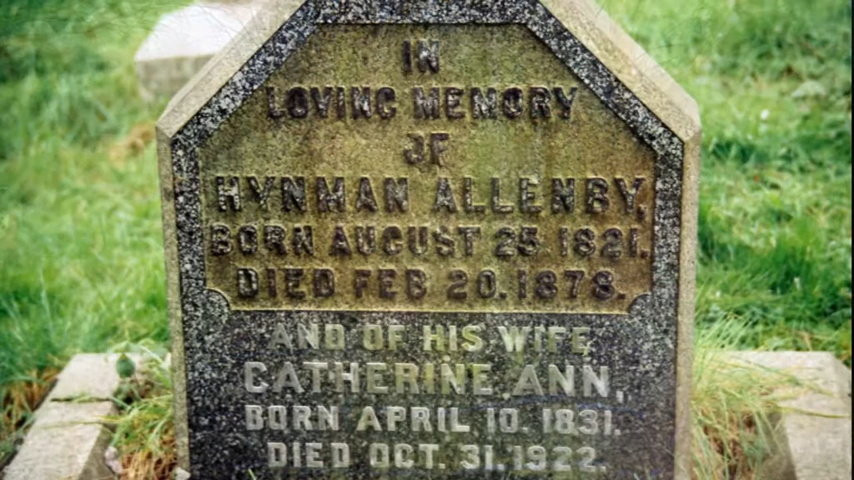 IN
LOVING MEMORY
OF
HYNMAN ALLENBY,
BORN AUGUST 25. 1821.
DIED FEB 20. 1878.
AND OF HIS WIFE
CATHERINE ANN,
BORN APRIL 10. 1831.
DIED OCT. 31. 1922.